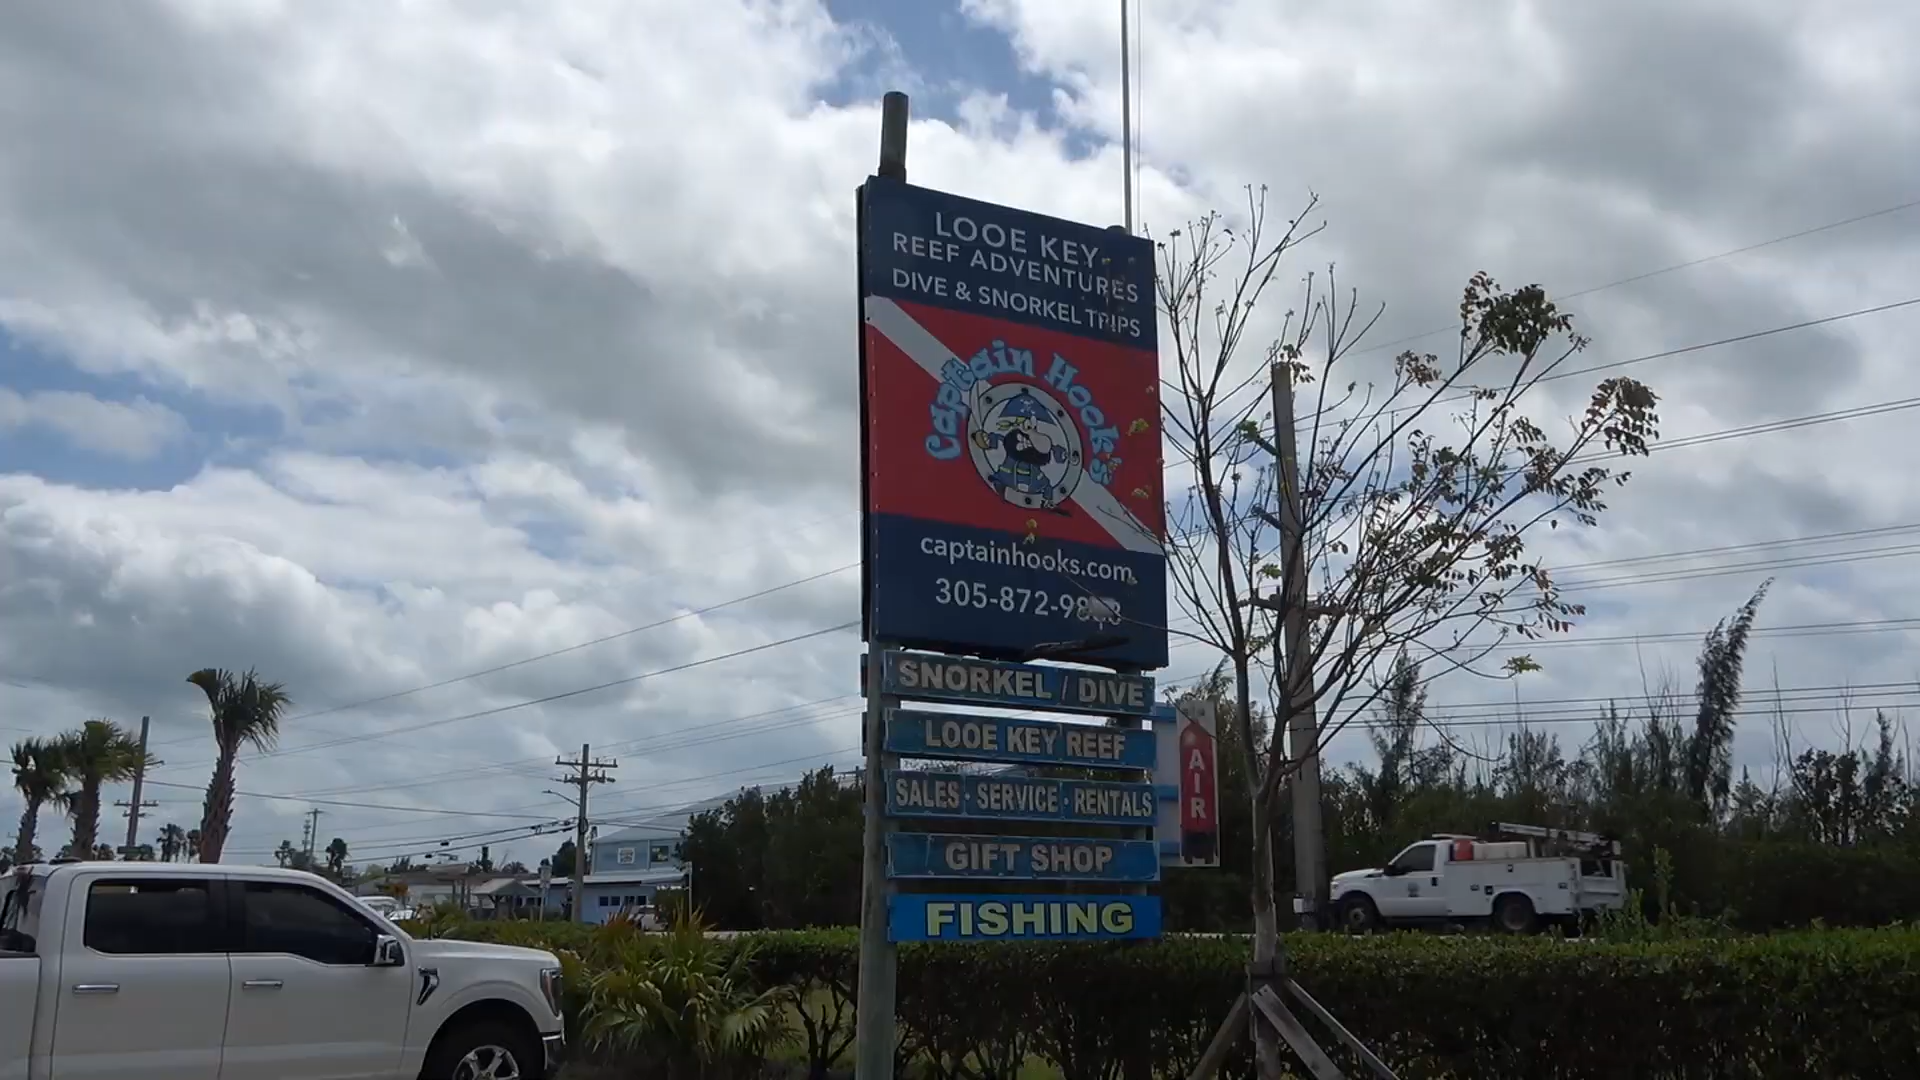 LOOE KEY
REEF ADVENTURES
DIVE & SNORKEL TRIPS
Captain Hook's
captainhooks.com
SNORKEL / DIVE
LOOE KEY REEF
SALES · SERVICE · RENTALS
GIFT SHOP
FISHING
AIR